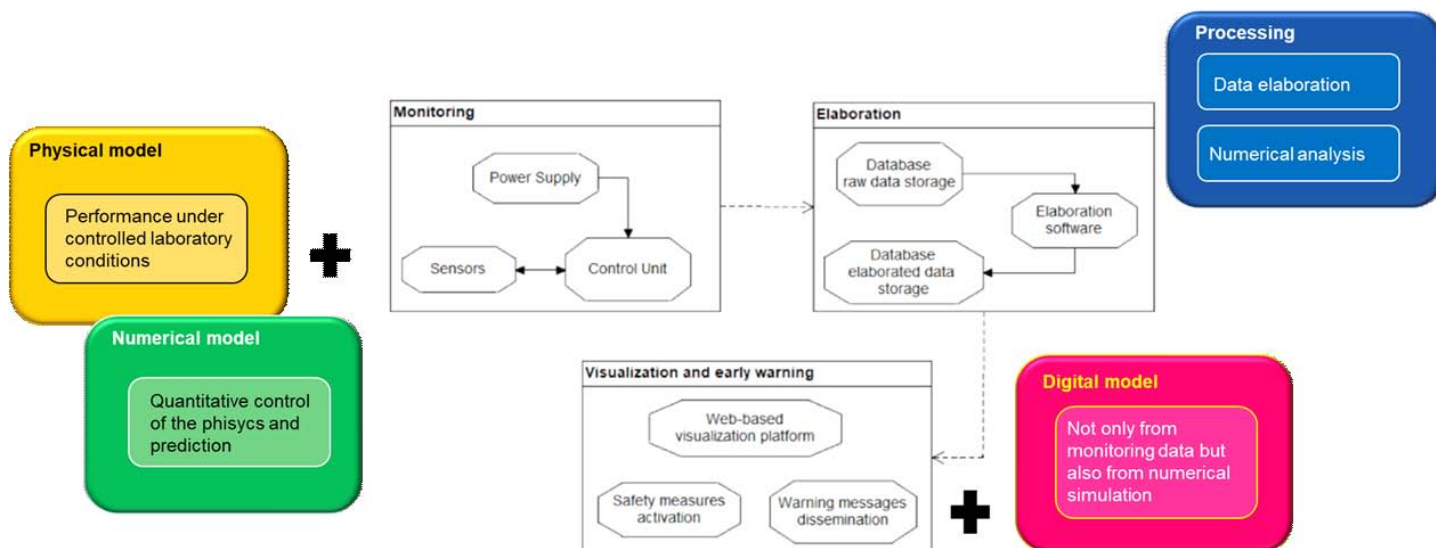 Processing
Data elaboration
Numerical analysis
Monitoring
Power Supply
Sensors
Control Unit
Elaboration
Database
raw data storage
Elaboration
software
Database
elaborated data
storage
Physical model
Performance under
controlled laboratory
conditions
Numerical model
Quantitative control
of the phisycs and
prediction
Visualization and early warning
Web-based
visualization platform
Safety measures
activation
Warning messages
dissemination
Digital model
Not only from
monitoring data but
also from numerical
simulation